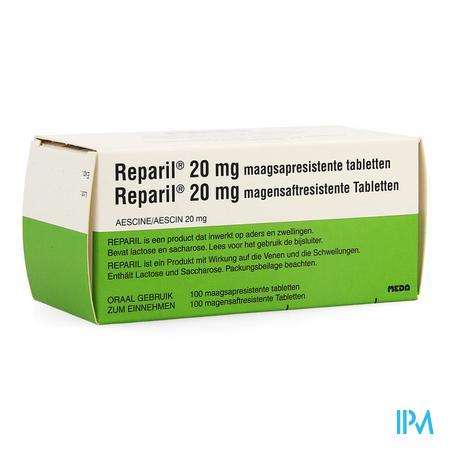 Reparil® 20 mg maagsapresistente tabletten
Reparil® 20 mg magensaftresistente Tabletten
AESCINE/AESCIN 20 mg
REPARIL is een product dat inwerkt op aders en zwellingen.
Bevat lactose en sacharose. Lees voor het gebruik de bijsluiter.
REPARIL ist ein Produkt mit Wirkung auf die Venen und die Schwellungen.
Enthält Lactose und Saccharose. Packungsbeilage beachten.
ORAAL GEBRUIK 100 maagsapresistente tabletten
ZUM EINNEHMEN 100 magensaftresistente Tabletten
MEDA
IPM